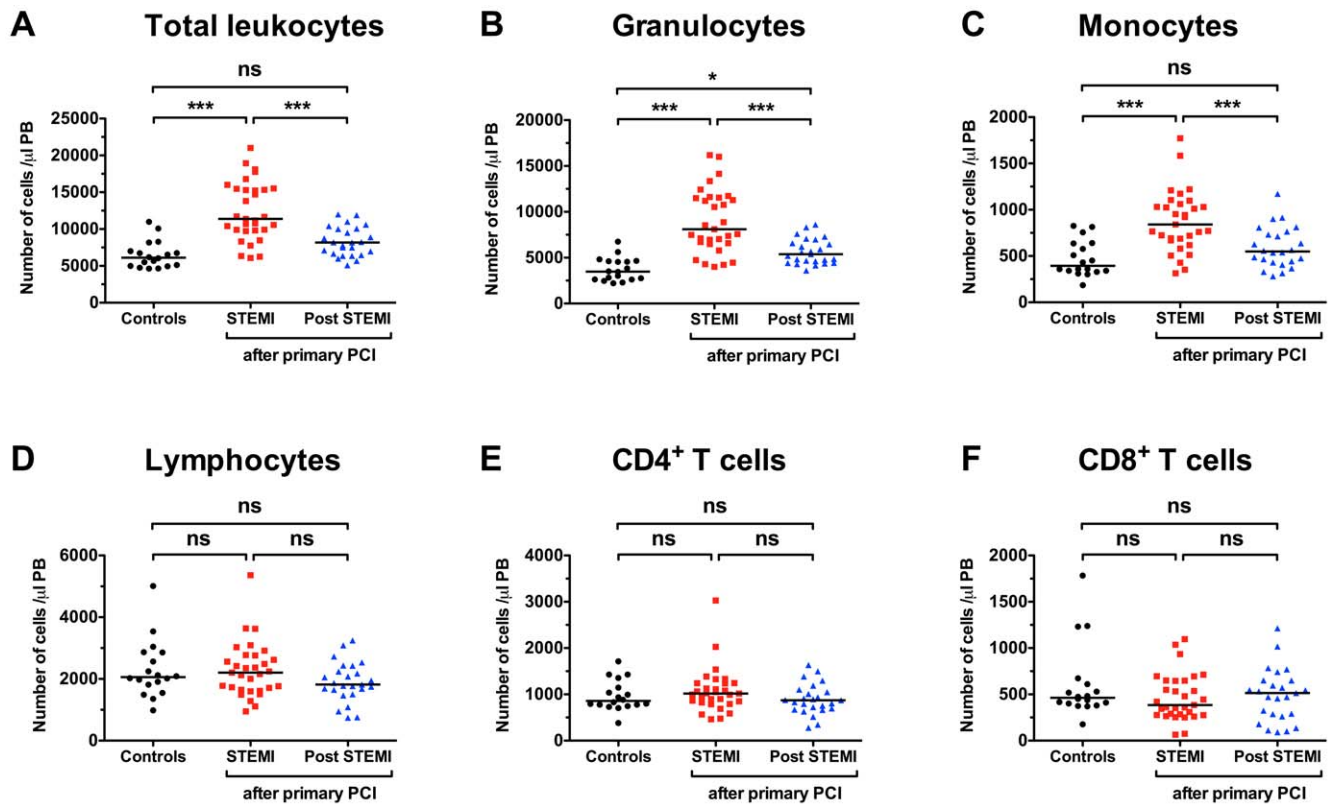 A Total leukocytes
ns
*** ***
Number of cells /µl PB
25000
20000
15000
10000
5000
0
Controls STEMI Post STEMI
after primary PCI
B Granulocytes
*
*** ***
Number of cells /µl PB
20000
15000
10000
5000
0
Controls STEMI Post STEMI
after primary PCI
C Monocytes
ns
*** ***
Number of cells /µl PB
2000
1500
1000
500
0
Controls STEMI Post STEMI
after primary PCI
D Lymphocytes
ns
ns ns
Number of cells /µl PB
6000
4000
2000
0
Controls STEMI Post STEMI
after primary PCI
E CD4⁺ T cells
ns
ns ns
Number of cells /µl PB
4000
3000
2000
1000
0
Controls STEMI Post STEMI
after primary PCI
F CD8⁺ T cells
ns
ns ns
Number of cells /µl PB
2000
1500
1000
500
0
Controls STEMI Post STEMI
after primary PCI